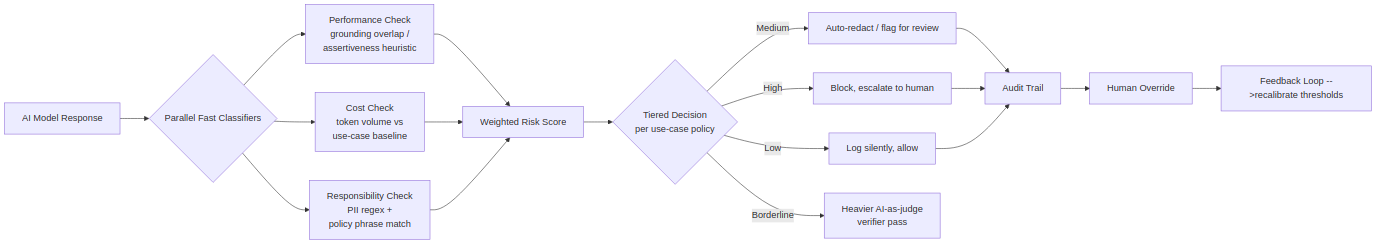 AI Model Response
Parallel Fast Classifiers
Performance Check
grounding overlap /
assertiveness heuristic
Cost Check
token volume vs
use-case baseline
Responsibility Check
PII regex +
policy phrase match
Weighted Risk Score
Tiered Decision
per use-case policy
Medium
High
Low
Borderline
Auto-redact / flag for review
Block, escalate to human
Log silently, allow
Heavier AI-as-judge
verifier pass
Audit Trail
Human Override
Feedback Loop --
>recalibrate thresholds